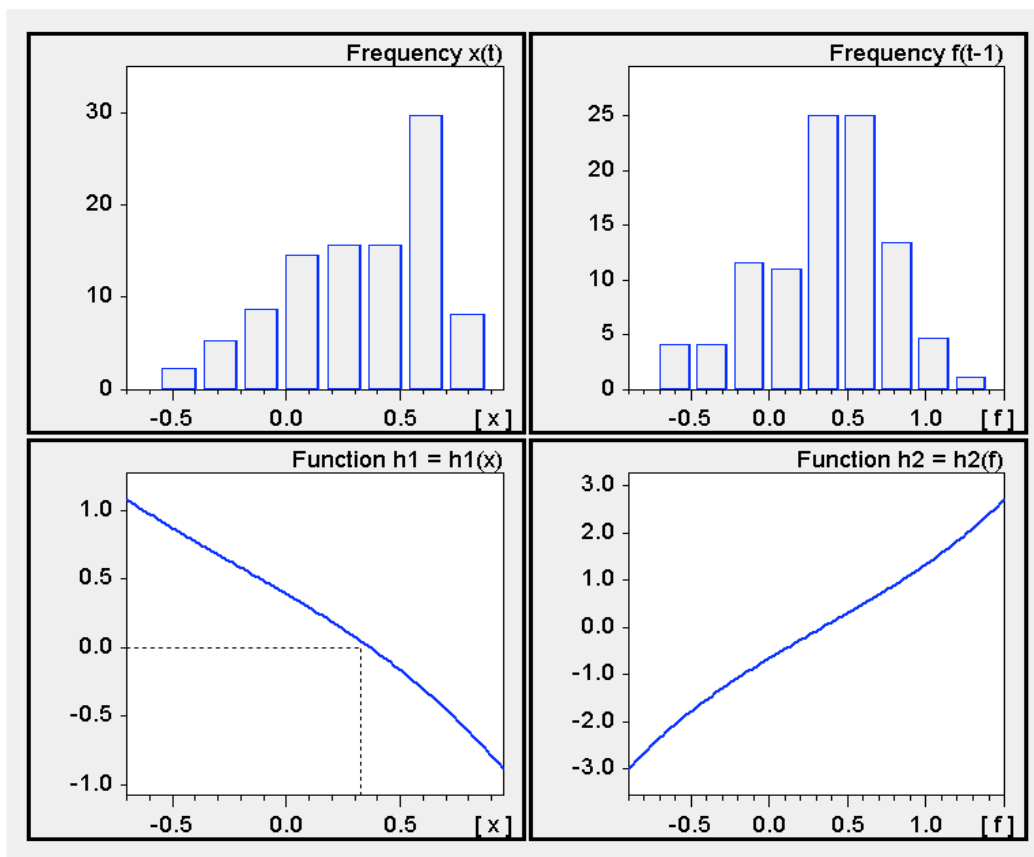 Frequency x(t)
30
20
10
0
-0.5 0.0 0.5 [ x ]
Frequency f(t-1)
25
20
15
10
5
0
-0.5 0.0 0.5 1.0 [ f ]
Function h1 = h1(x)
1.0
0.5
0.0
-0.5
-1.0
-0.5 0.0 0.5 [ x ]
Function h2 = h2(f)
3.0
2.0
1.0
0.0
-1.0
-2.0
-3.0
-0.5 0.0 0.5 1.0 [ f ]